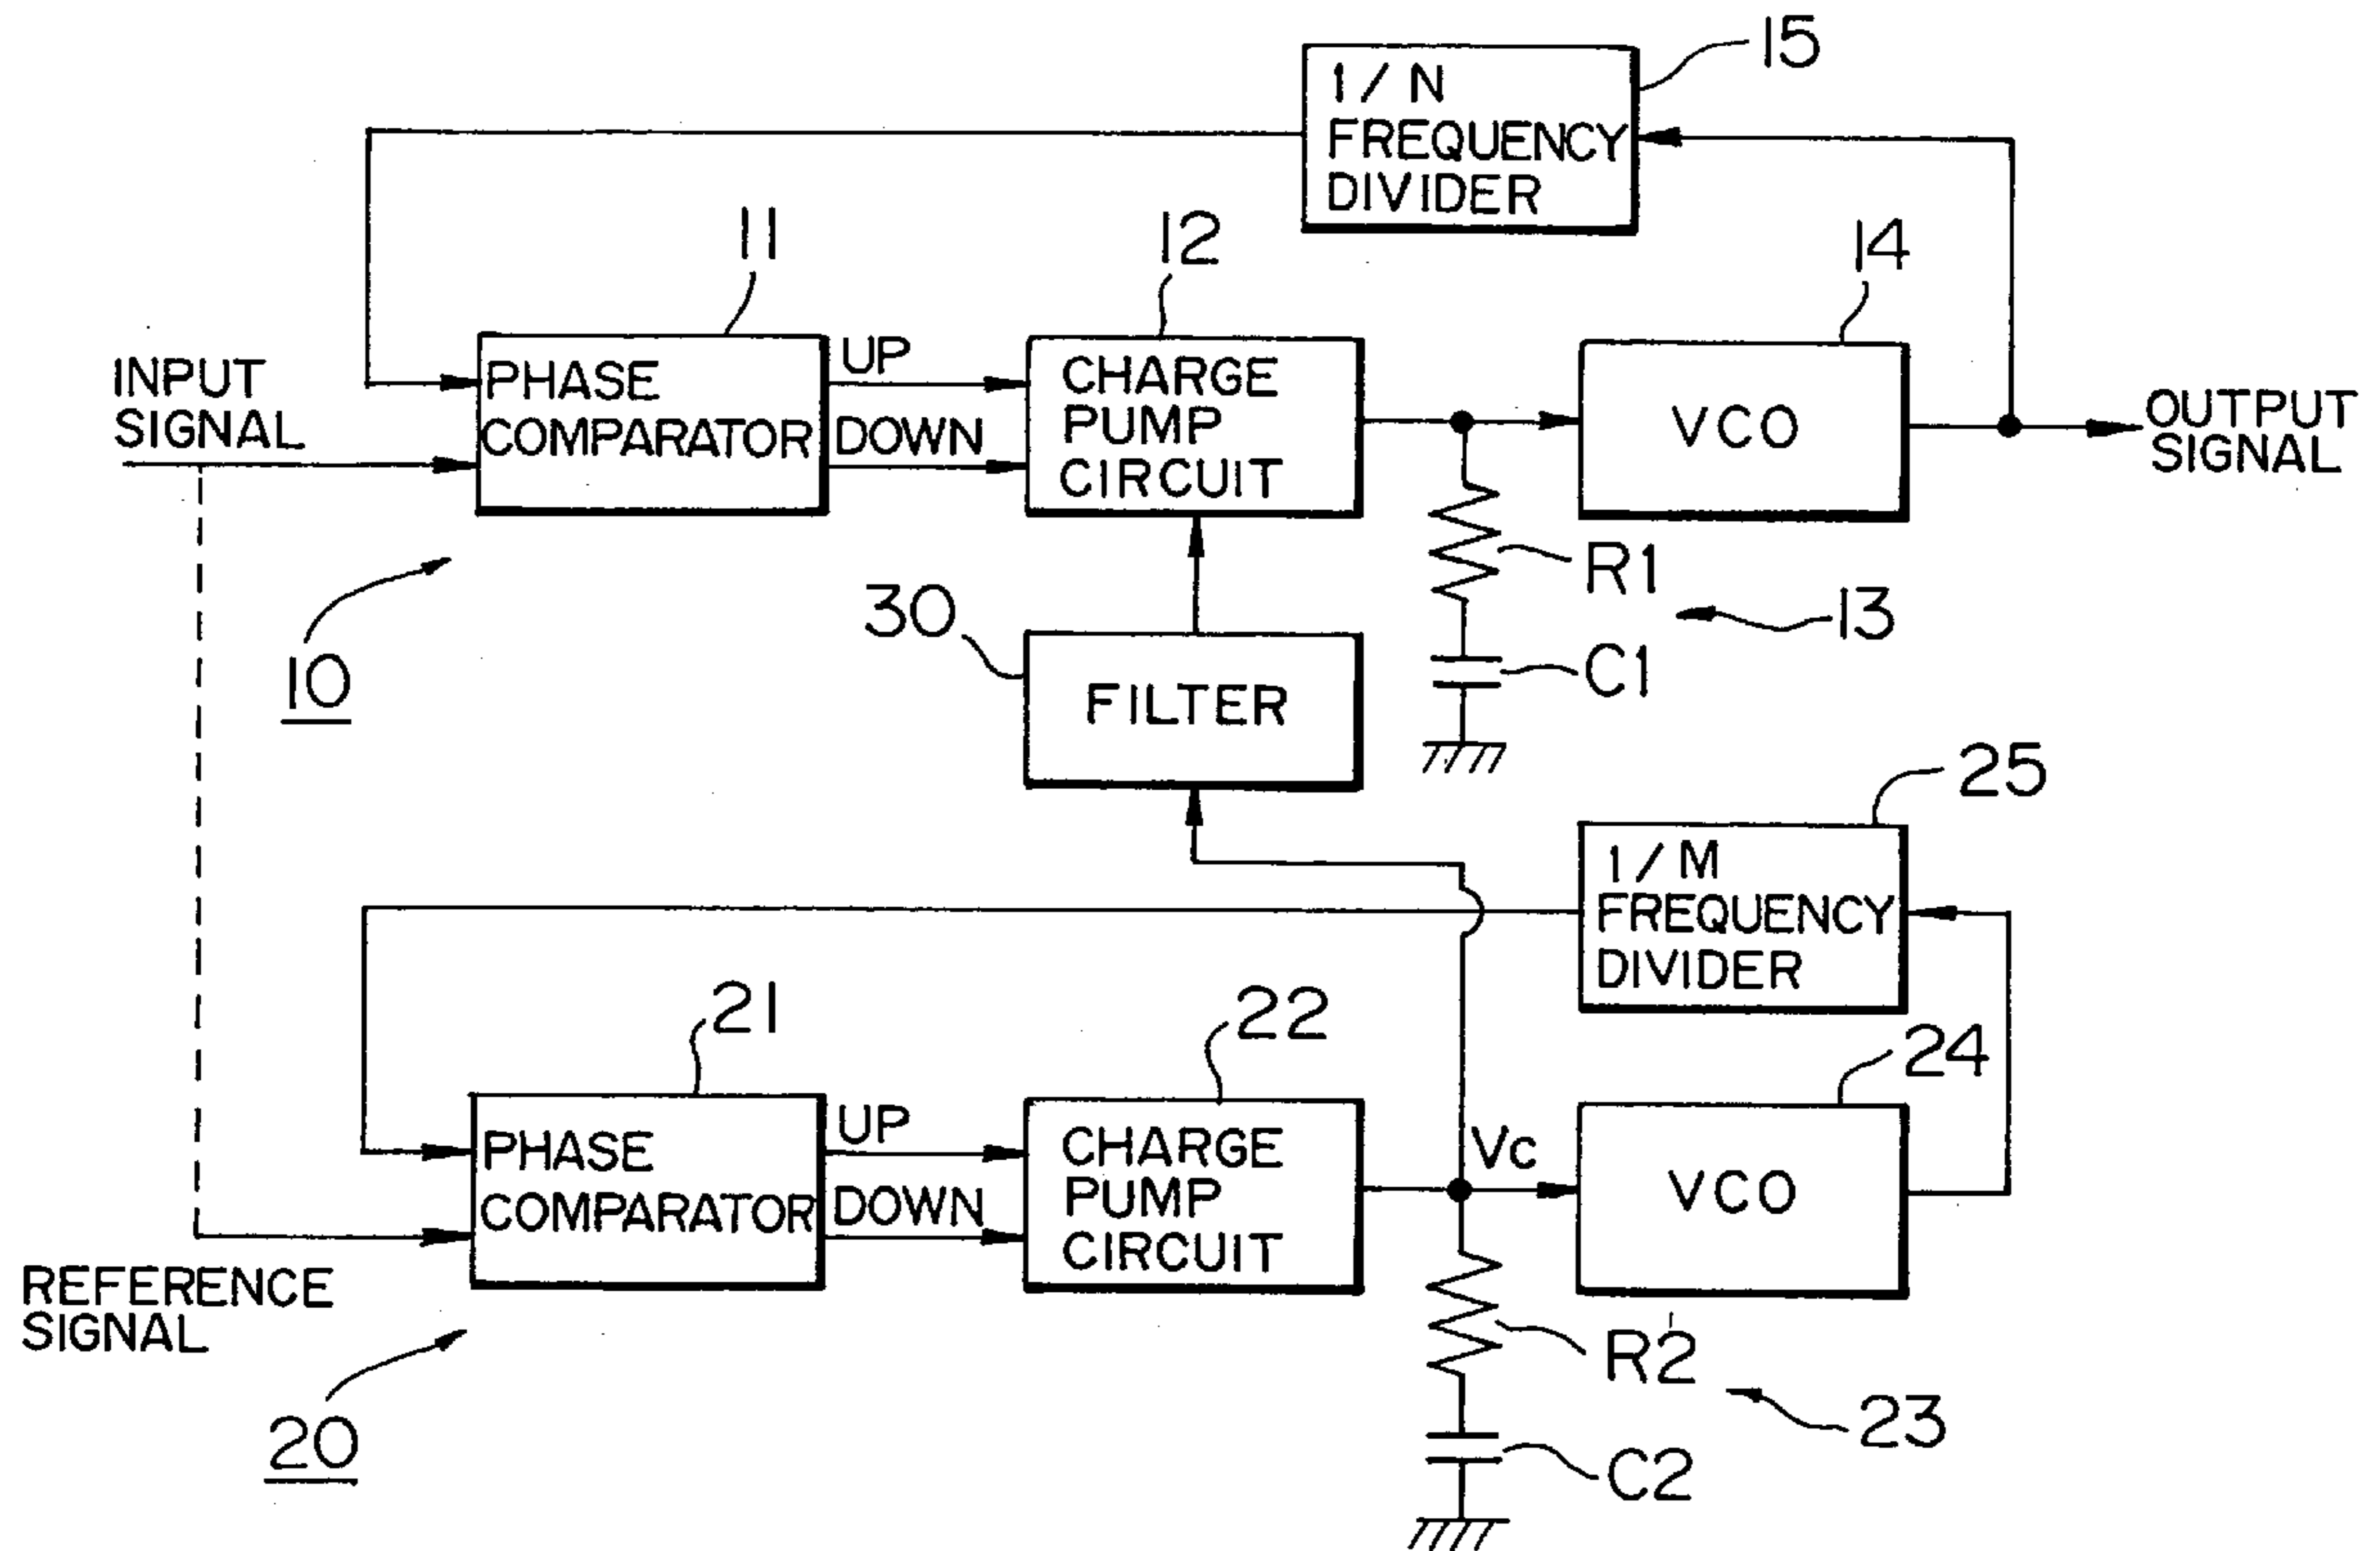 15
1/N
FREQUENCY
DIVIDER
11
12
14
INPUT
SIGNAL
PHASE
COMPARATOR
UP
DOWN
CHARGE
PUMP
CIRCUIT
VCO
OUTPUT
SIGNAL
R1
13
C1
10
30
FILTER
25
1/M
FREQUENCY
DIVIDER
21
22
24
PHASE
COMPARATOR
UP
DOWN
CHARGE
PUMP
CIRCUIT
Vc
VCO
REFERENCE
SIGNAL
20
R2
23
C2